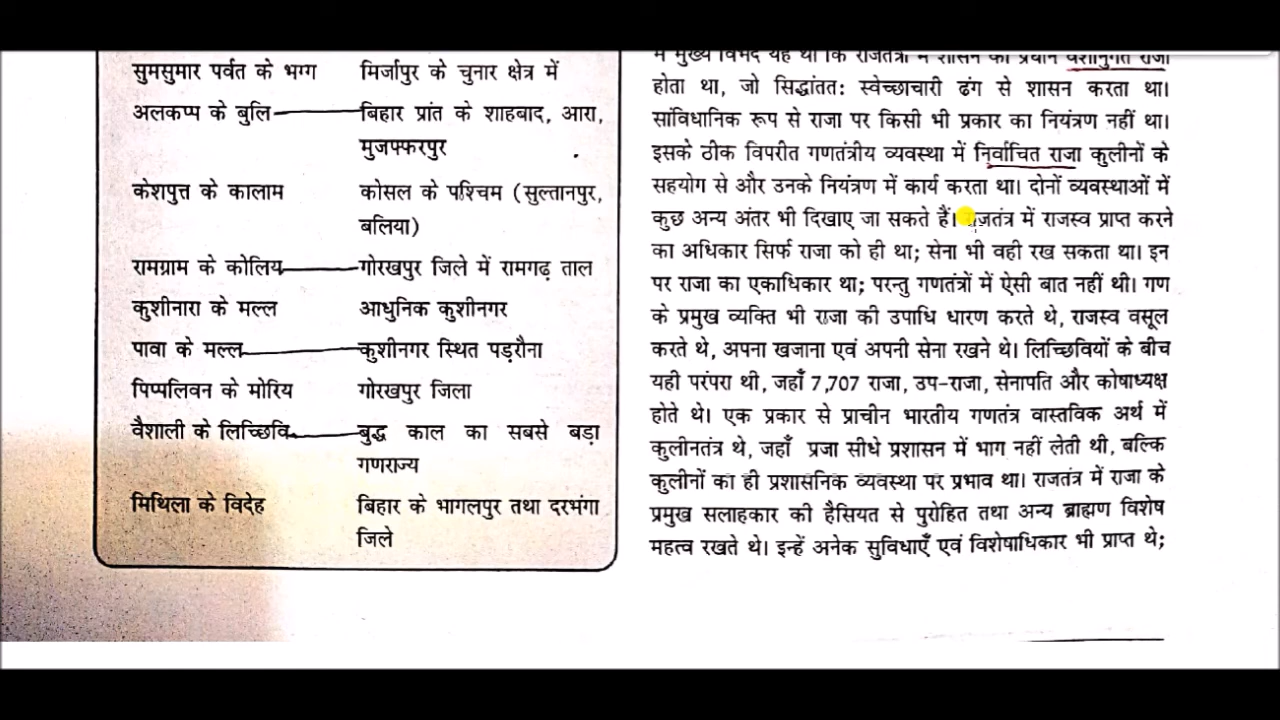 सुमसुमार पर्वत के भग्ग मिर्जापुर के चुनार क्षेत्र में
अलकप्प के बुलि बिहार प्रांत के शाहबाद, आरा,
मुजफ्फरपुर
केशपुत्त के कालाम कोसल के पश्चिम (सुल्तानपुर,
बलिया)
रामग्राम के कोलिय गोरखपुर जिले में रामगढ़ ताल
कुशीनारा के मल्ल आधुनिक कुशीनगर
पावा के मल्ल कुशीनगर स्थित पड़रौना
पिप्पलिवन के मोरिय गोरखपुर जिला
वैशाली के लिच्छिवि बुद्ध काल का सबसे बड़ा
गणराज्य
मिथिला के विदेह बिहार के भागलपुर तथा दरभंगा
जिले
में मुख्य विभेद यह था कि राजतंत्रों में शासन का प्रधान वंशानुगत राजा
होता था, जो सिद्धांततः स्वेच्छाचारी ढंग से शासन करता था।
सांविधानिक रूप से राजा पर किसी भी प्रकार का नियंत्रण नहीं था।
इसके ठीक विपरीत गणतंत्रीय व्यवस्था में निर्वाचित राजा कुलीनों के
सहयोग से और उनके नियंत्रण में कार्य करता था। दोनों व्यवस्थाओं में
कुछ अन्य अंतर भी दिखाए जा सकते हैं। राजतंत्र में राजस्व प्राप्त करने
का अधिकार सिर्फ राजा को ही था; सेना भी वही रख सकता था। इन
पर राजा का एकाधिकार था; परन्तु गणतंत्रों में ऐसी बात नहीं थी। गण
के प्रमुख व्यक्ति भी राजा की उपाधि धारण करते थे, राजस्व वसूल
करते थे, अपना खजाना एवं अपनी सेना रखने थे। लिच्छिवियों के बीच
यही परंपरा थी, जहाँ 7,707 राजा, उप-राजा, सेनापति और कोषाध्यक्ष
होते थे। एक प्रकार से प्राचीन भारतीय गणतंत्र वास्तविक अर्थ में
कुलीनतंत्र थे, जहाँ प्रजा सीधे प्रशासन में भाग नहीं लेती थी, बल्कि
कुलीनों का ही प्रशासनिक व्यवस्था पर प्रभाव था। राजतंत्र में राजा के
प्रमुख सलाहकार की हैसियत से पुरोहित तथा अन्य ब्राह्मण विशेष
महत्व रखते थे। इन्हें अनेक सुविधाएँ एवं विशेषाधिकार भी प्राप्त थे;